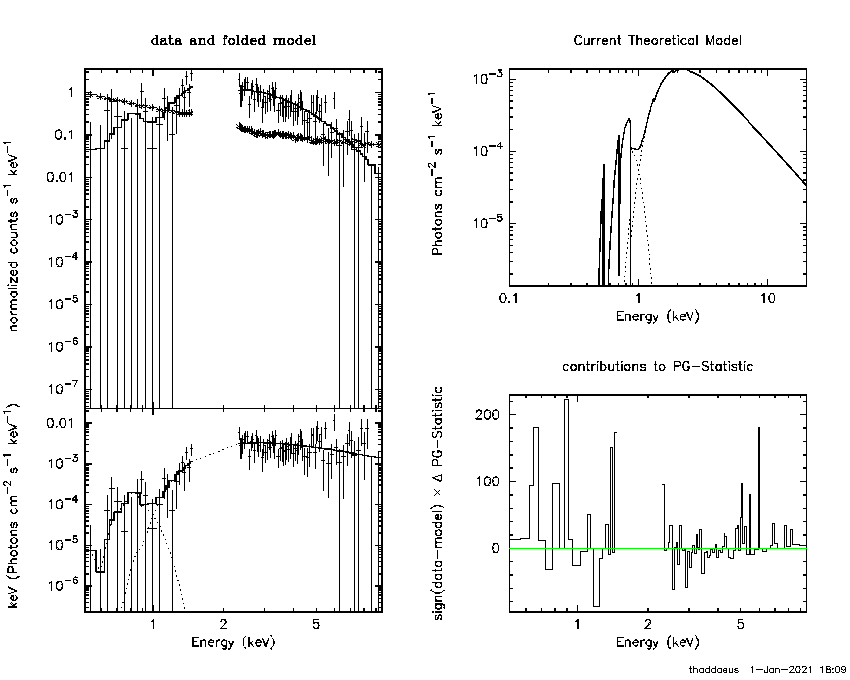 data and folded model
normalized counts s⁻¹ keV⁻¹
1
0.1
0.01
10⁻³
10⁻⁴
10⁻⁵
10⁻⁶
10⁻⁷
keV (Photons cm⁻² s⁻¹ keV⁻¹)
0.01
10⁻³
10⁻⁴
10⁻⁵
10⁻⁶
1 2 5
Energy (keV)
Current Theoretical Model
Photons cm⁻² s⁻¹ keV⁻¹
10⁻³
10⁻⁴
10⁻⁵
0.1 1 10
Energy (keV)
contributions to PG-Statistic
sign(data-model) × Δ PG-Statistic
200
100
0
1 2 5
Energy (keV)
thaddaeus 1-Jan-2021 18:09